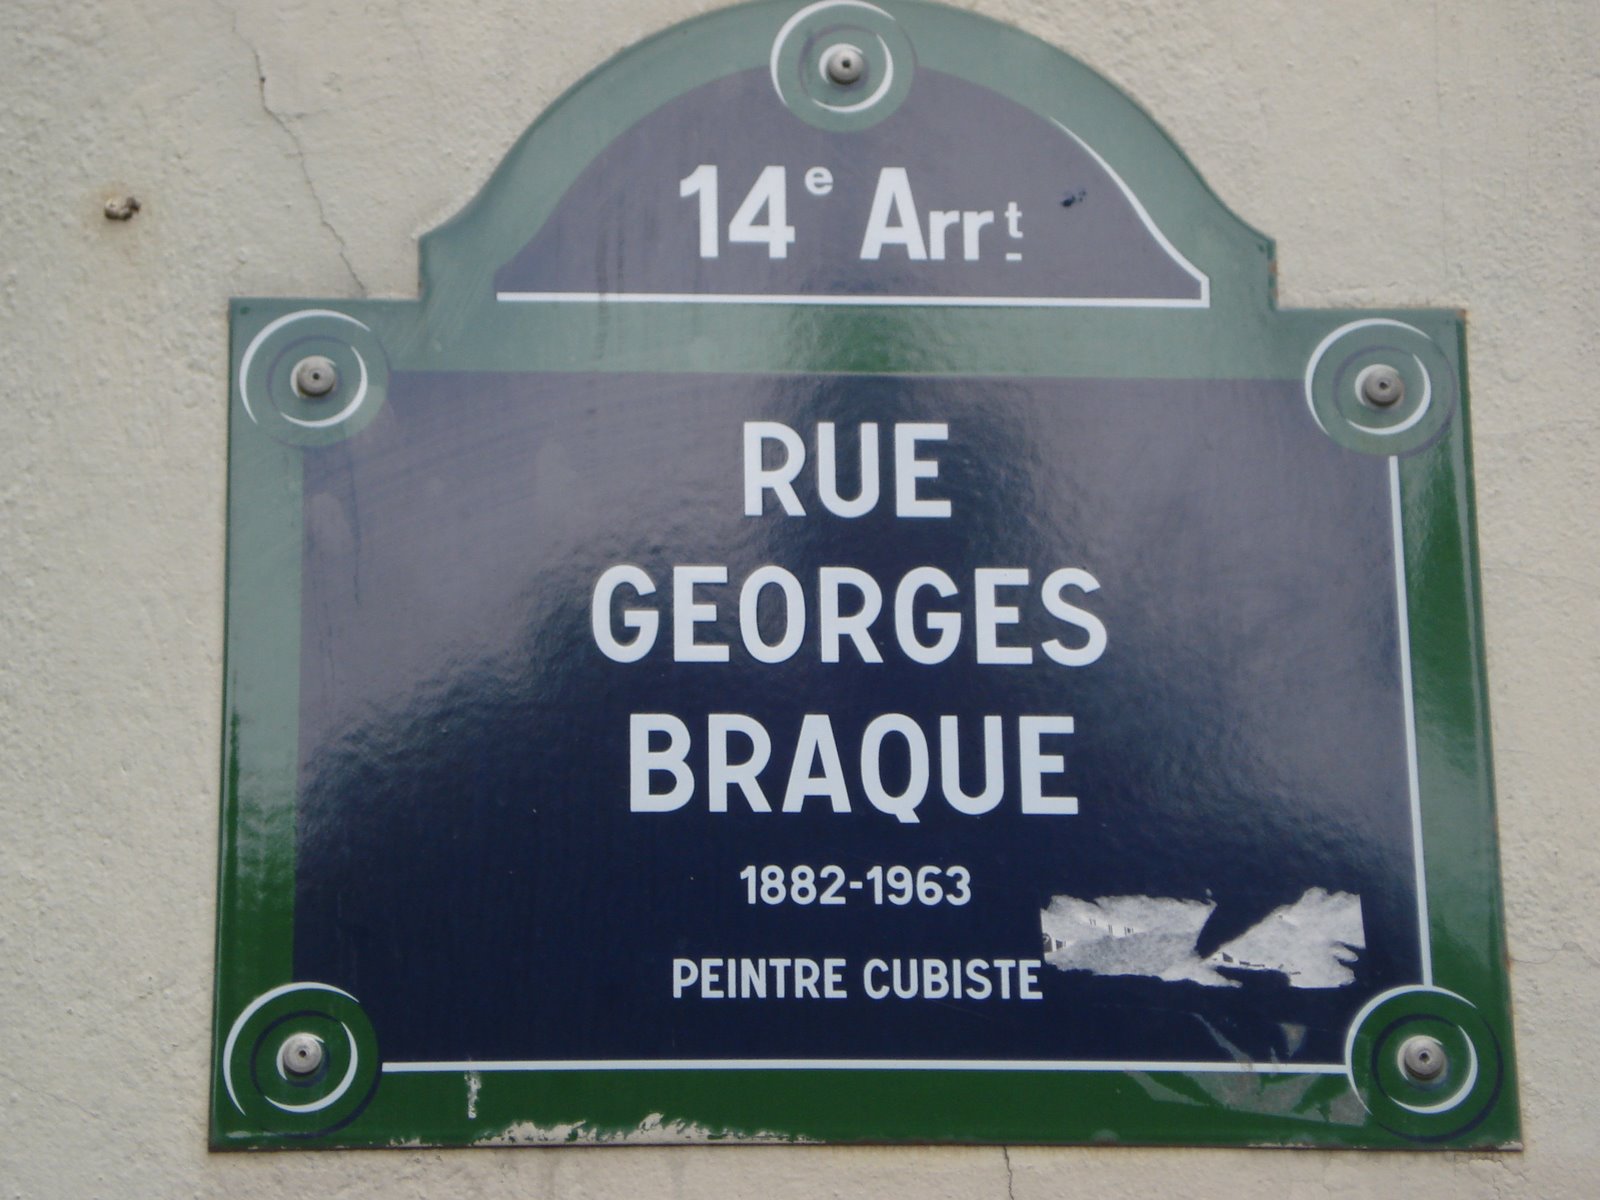 14e Arrt
RUE
GEORGES
BRAQUE
1882-1963
PEINTRE CUBISTE